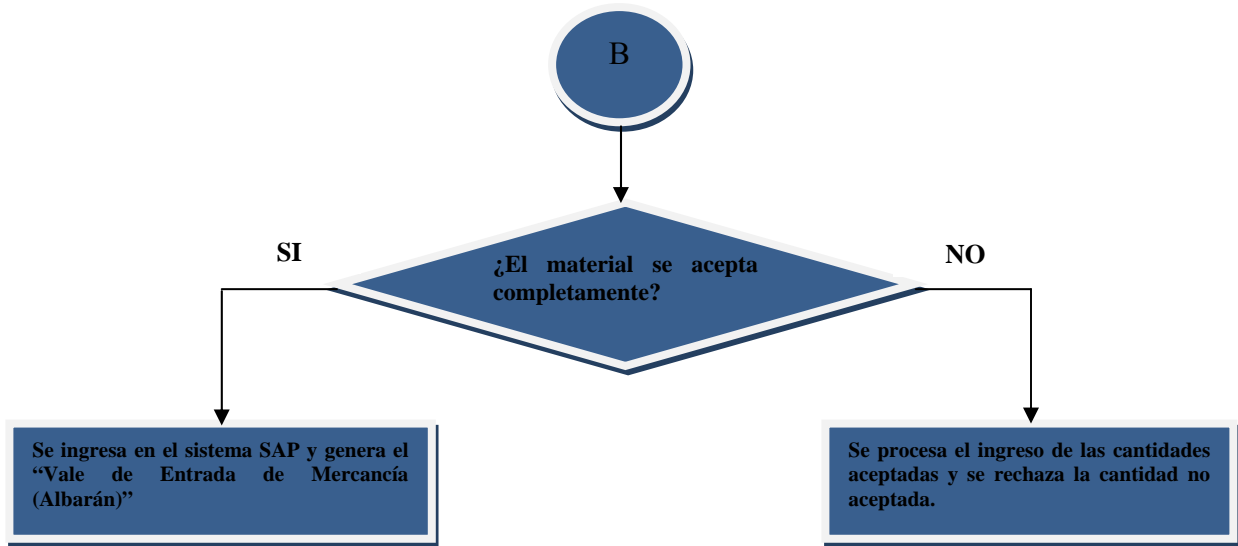 B
SI
NO
¿El material se acepta
completamente?
Se ingresa en el sistema SAP y genera el
“Vale de Entrada de Mercancía
(Albarán)”
Se procesa el ingreso de las cantidades
aceptadas y se rechaza la cantidad no
aceptada.